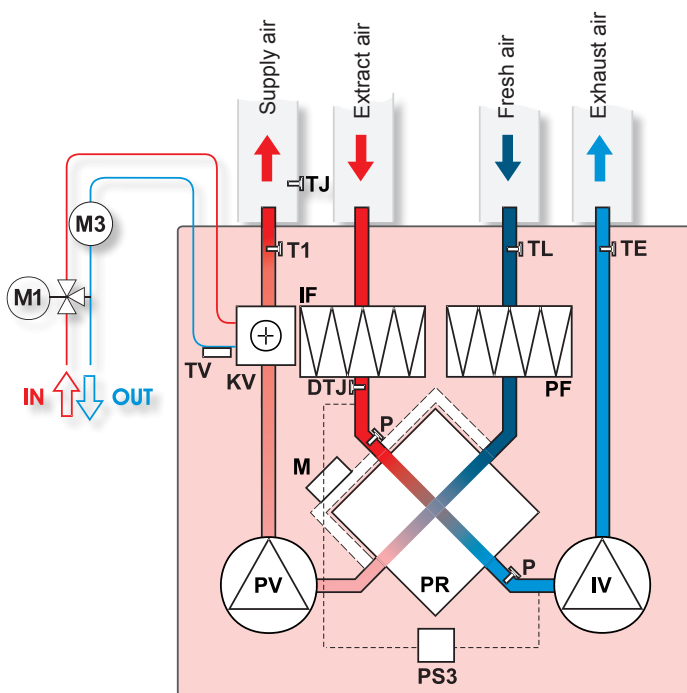 Supply air
Extract air
Fresh air
Exhaust air
TJ
M3
T1
TL
TE
M1
IF
TV
KV
DTJ
PF
IN
OUT
P
M
P
PV
PR
IV
PS3